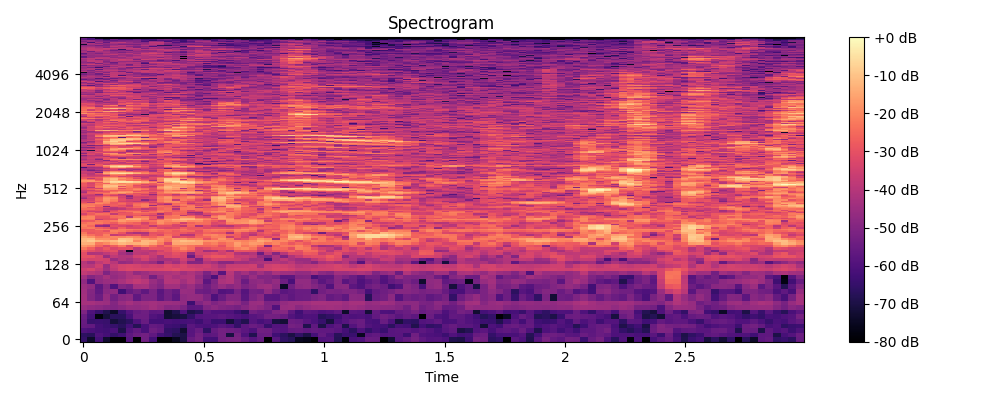 Spectrogram
Hz
4096
2048
1024
512
256
128
64
0
0
0.5
1
1.5
2
2.5
Time
+0 dB
-10 dB
-20 dB
-30 dB
-40 dB
-50 dB
-60 dB
-70 dB
-80 dB